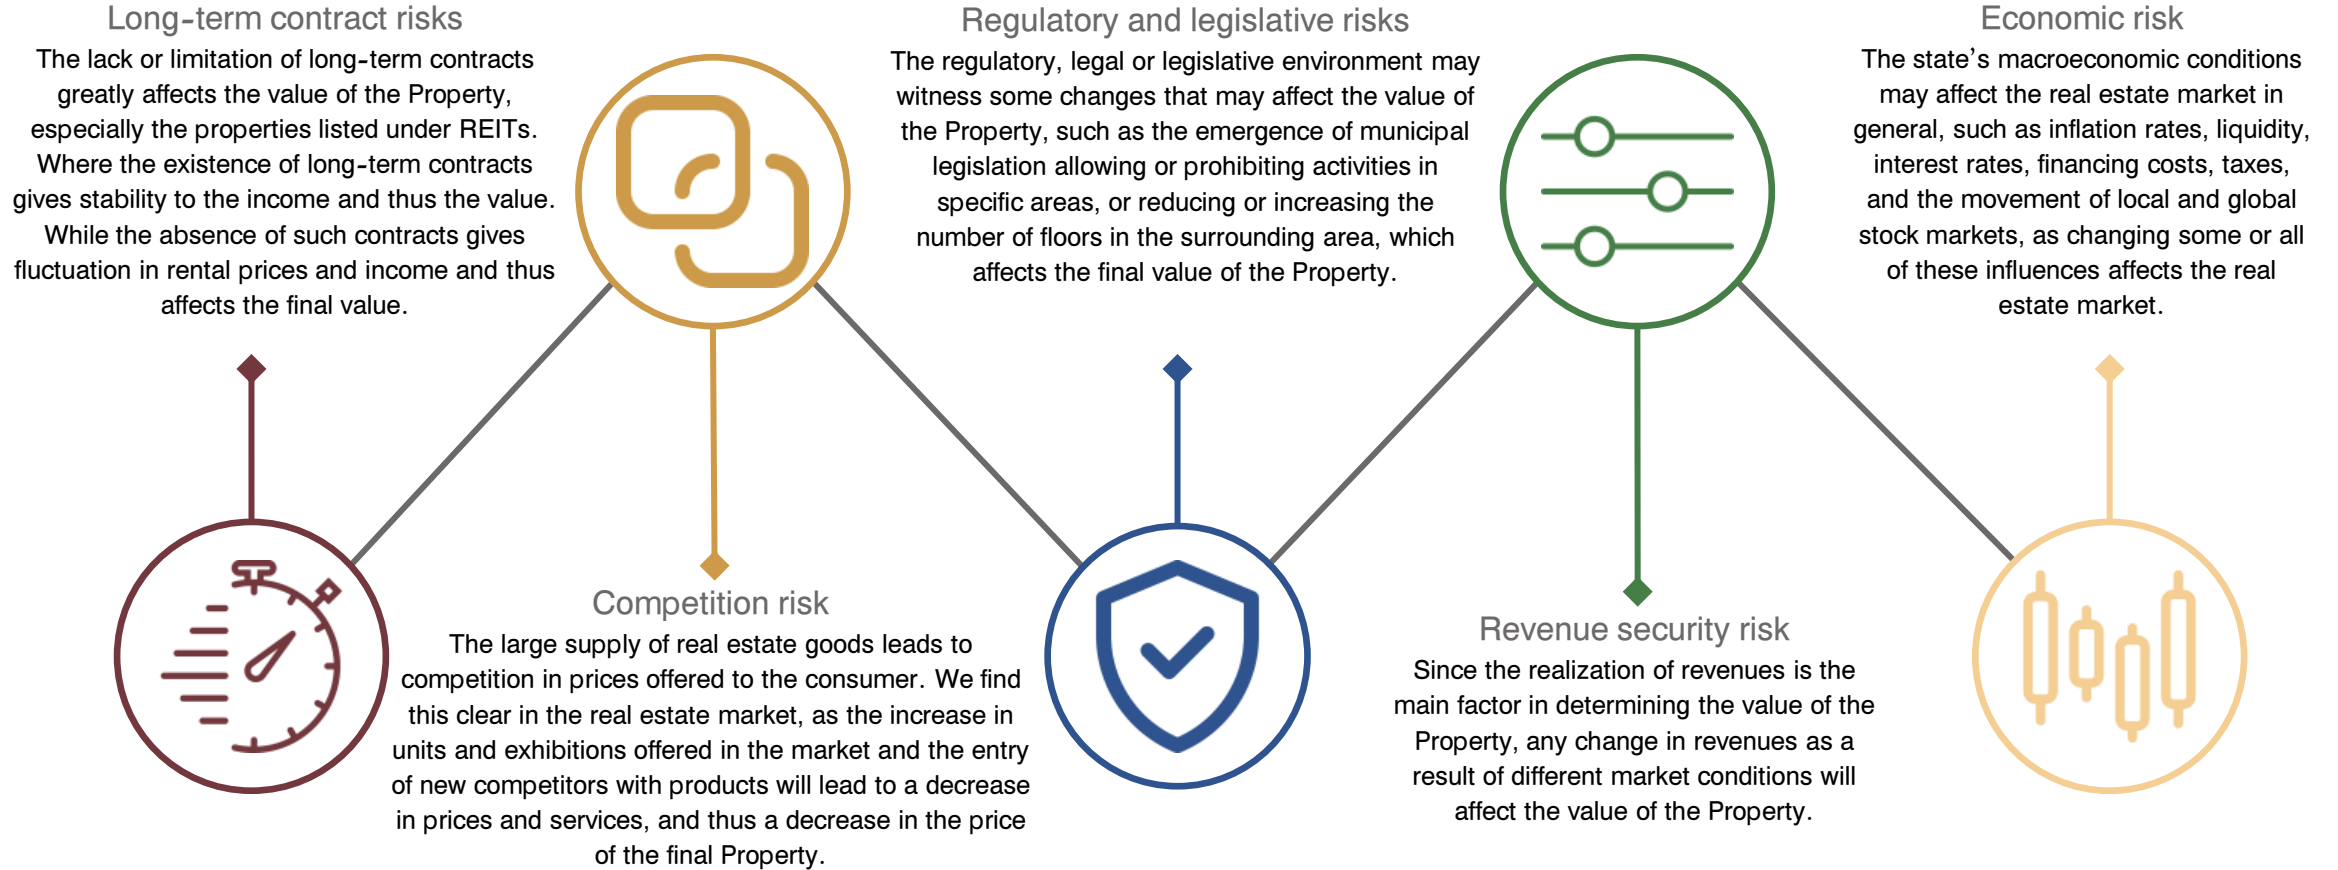 Long-term contract risks
The lack or limitation of long-term contracts
greatly affects the value of the Property,
especially the properties listed under REITs.
Where the existence of long-term contracts
gives stability to the income and thus the value.
While the absence of such contracts gives
fluctuation in rental prices and income and thus
affects the final value.
Competition risk
The large supply of real estate goods leads to
competition in prices offered to the consumer. We find
this clear in the real estate market, as the increase in
units and exhibitions offered in the market and the entry
of new competitors with products will lead to a decrease
in prices and services, and thus a decrease in the price
of the final Property.
Regulatory and legislative risks
The regulatory, legal or legislative environment may
witness some changes that may affect the value of
the Property, such as the emergence of municipal
legislation allowing or prohibiting activities in
specific areas, or reducing or increasing the
number of floors in the surrounding area, which
affects the final value of the Property.
Revenue security risk
Since the realization of revenues is the
main factor in determining the value of the
Property, any change in revenues as a
result of different market conditions will
affect the value of the Property.
Economic risk
The state’s macroeconomic conditions
may affect the real estate market in
general, such as inflation rates, liquidity,
interest rates, financing costs, taxes,
and the movement of local and global
stock markets, as changing some or all
of these influences affects the real
estate market.